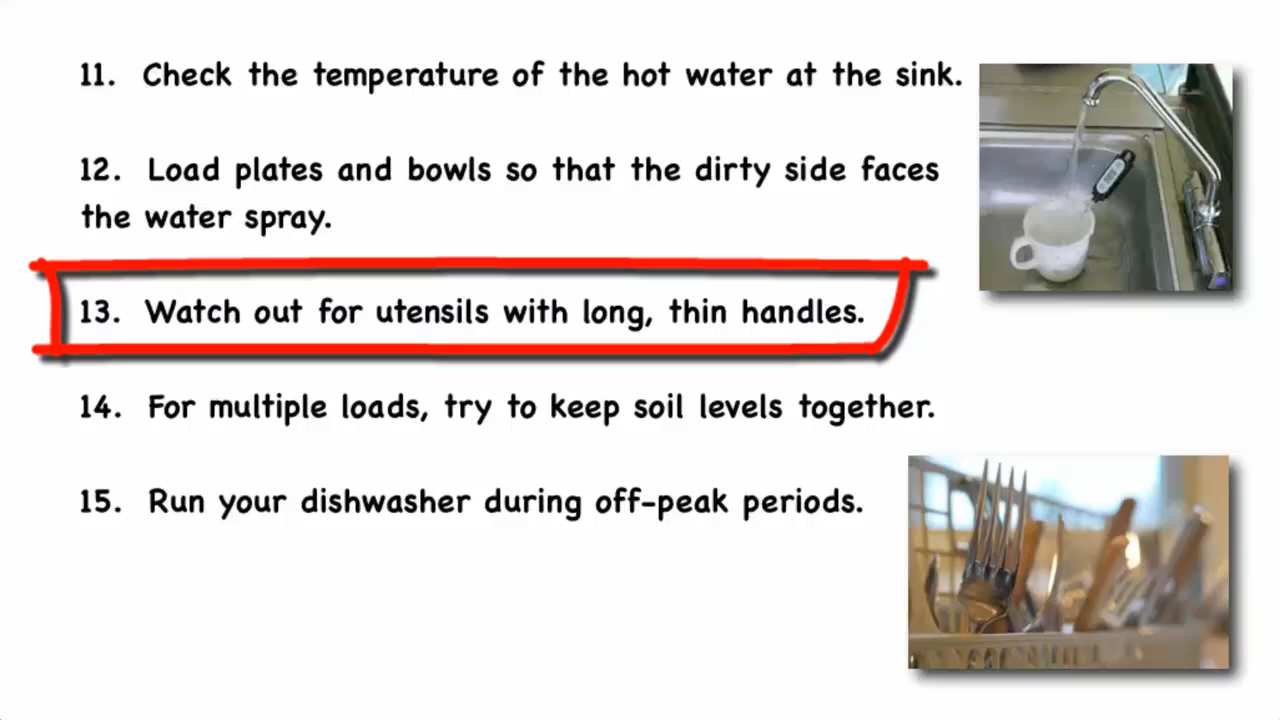 11. Check the temperature of the hot water at the sink.
12. Load plates and bowls so that the dirty side faces
the water spray.
13. Watch out for utensils with long, thin handles.
14. For multiple loads, try to keep soil levels together.
15. Run your dishwasher during off-peak periods.